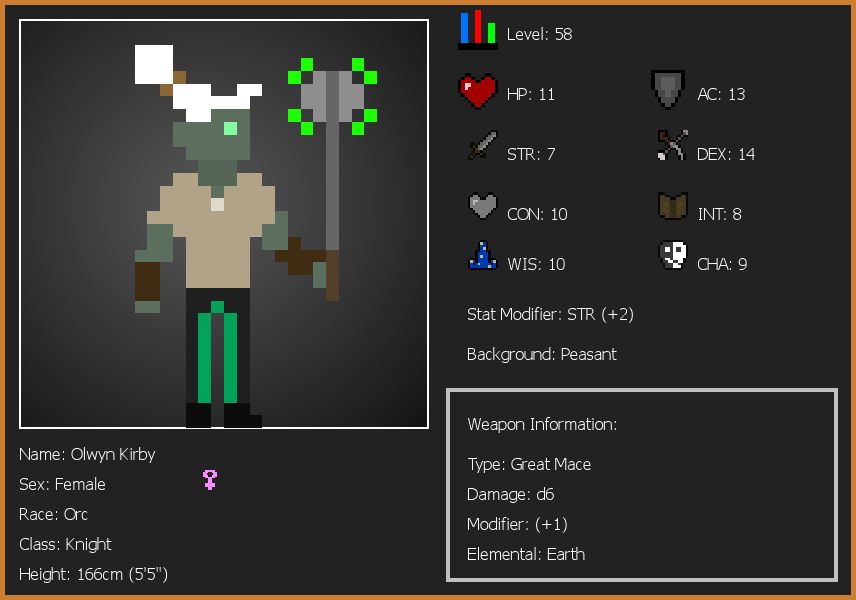 Level: 58
HP: 11
AC: 13
STR: 7
DEX: 14
CON: 10
INT: 8
WIS: 10
CHA: 9
Stat Modifier: STR (+2)
Background: Peasant
Weapon Information:
Type: Great Mace
Damage: d6
Modifier: (+1)
Elemental: Earth
Name: Olwyn Kirby
Sex: Female
Race: Orc
Class: Knight
Height: 166cm (5'5")